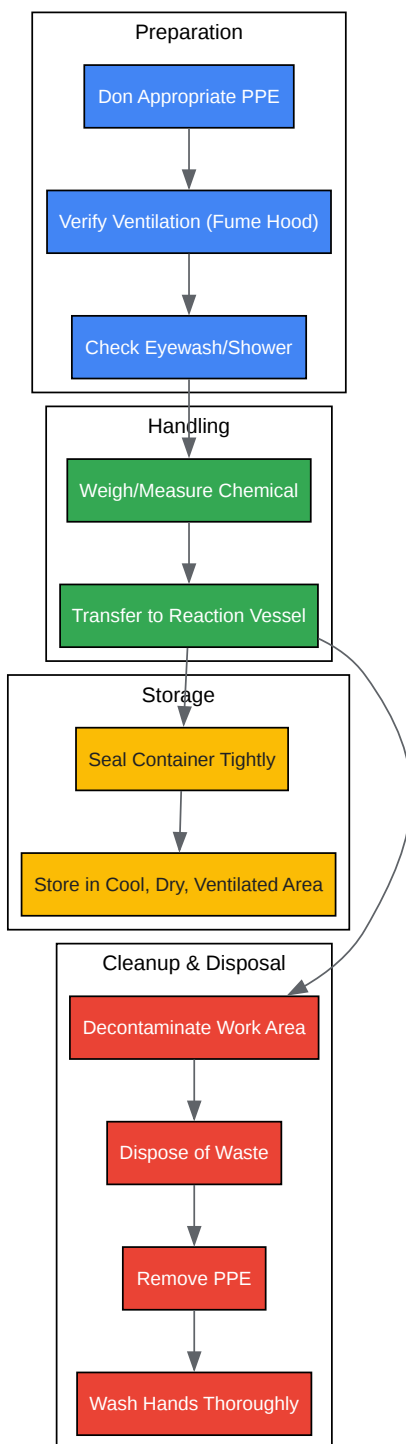 Preparation
Don Appropriate PPE
Verify Ventilation (Fume Hood)
Check Eyewash/Shower
Handling
Weigh/Measure Chemical
Transfer to Reaction Vessel
Storage
Seal Container Tightly
Store in Cool, Dry, Ventilated Area
Cleanup & Disposal
Decontaminate Work Area
Dispose of Waste
Remove PPE
Wash Hands Thoroughly